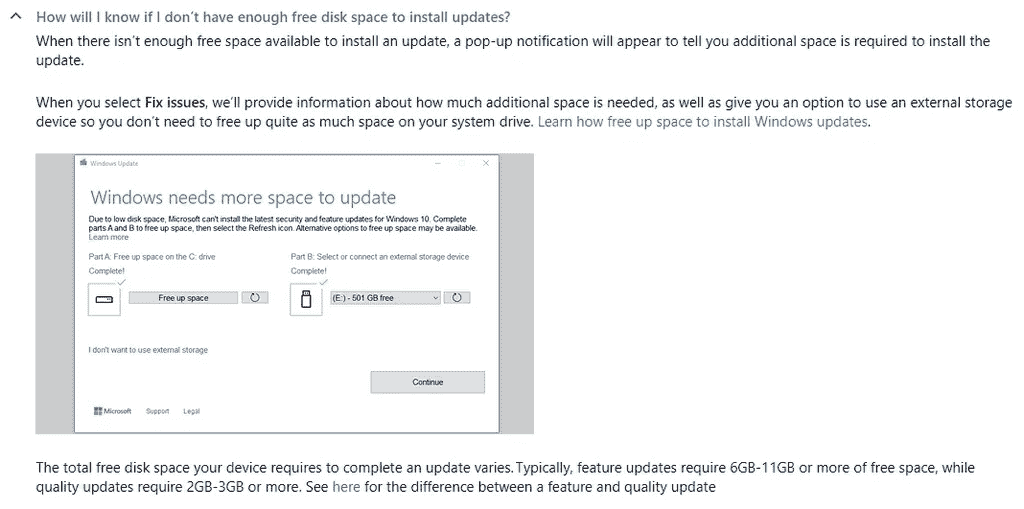 How will I know if I don't have enough free disk space to install updates?
When there isn't enough free space available to install an update, a pop-up notification will appear to tell you additional space is required to install the
update.
When you select Fix issues, we'll provide information about how much additional space is needed, as well as give you an option to use an external storage
device so you don't need to free up quite as much space on your system drive. Learn how free up space to install Windows updates.
Windows Update
Windows needs more space to update
Due to low disk space, Microsoft can't install the latest security and feature updates for Windows 10. Complete
parts A and B to free up space, then select the Refresh icon. Alternative options to free up space may be available.
Learn more
Part A: Free up space on the C: drive
Complete!
Free up space
Part B: Select or connect an external storage device
Complete!
(E:) - 501 GB free
I don't want to use external storage
Continue
Microsoft Support Legal
The total free disk space your device requires to complete an update varies. Typically, feature updates require 6GB-11GB or more of free space, while
quality updates require 2GB-3GB or more. See here for the difference between a feature and quality update